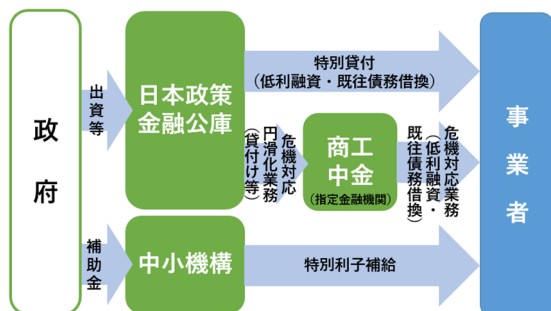 政府
出資等
補助金
日本政策
金融公庫
中小機構
特別貸付
（低利融資・既往債務借換）
危機対応
円滑化業務
（貸付け等）
商工
中金
（指定金融機関）
危機対応業務
（低利融資・
既往債務借換）
特別利子補給
事業者